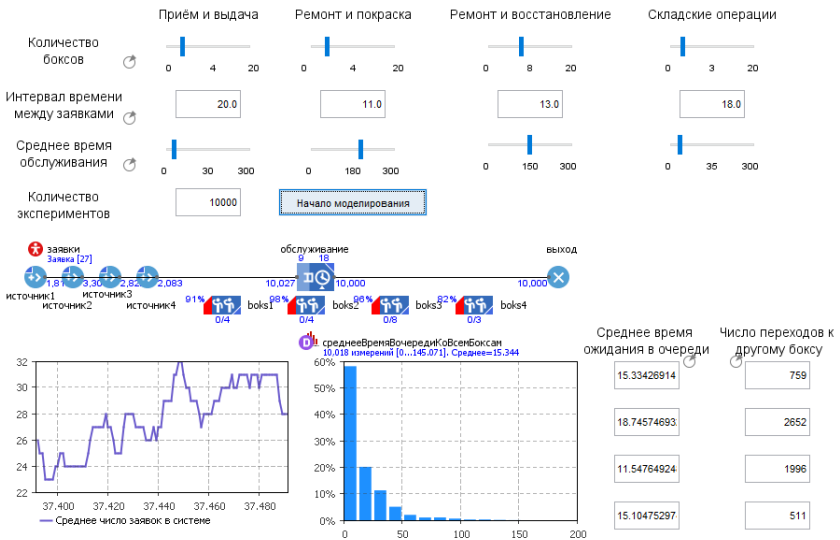 Приём и выдача Ремонт и покраска Ремонт и восстановление Складские операции
Количество
боксов
0 4 20 0 4 20 0 8 20 0 3 20
Интервал времени
между заявками
20.0 11.0 13.0 18.0
Среднее время
обслуживания
0 30 300 0 180 300 0 150 300 0 35 300
Количество
экспериментов
10000 Начало моделирования
заявки обслуживание выход
Заявка [27] 9 18
2,083 10,027 10,000 10,000
источник1 источник2 источник3 источник4
91% boks1 98% boks2 96% boks3 82% boks4
0/4 0/4 0/8 0/3
среднееВремяВочередиКоВсемБоксам
10.018 измерений [0...145.071]. Среднее=15.344
Среднее время
ожидания в очереди
Число переходов к
другому боксу
15.33426914 759
18.74574693 2652
11.54764924 1996
15.10475297 511
32
30
28
26
24
22
37.400 37.420 37.440 37.460 37.480
Среднее число заявок в системе
60%
50%
40%
30%
20%
10%
0%
0 50 100 150 200